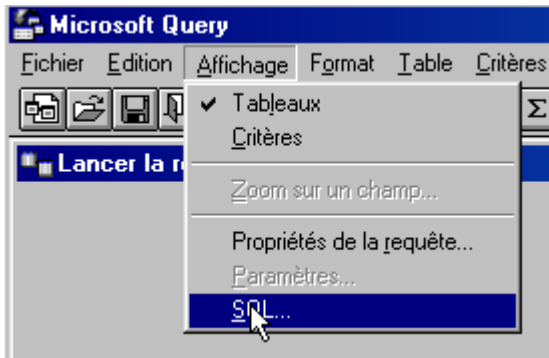 Microsoft Query
Fichier Edition Affichage Format Table Critères
Tableaux
Critères
Lancer la
Zoom sur un champ...
Propriétés de la requête...
Paramètres...
SQL...